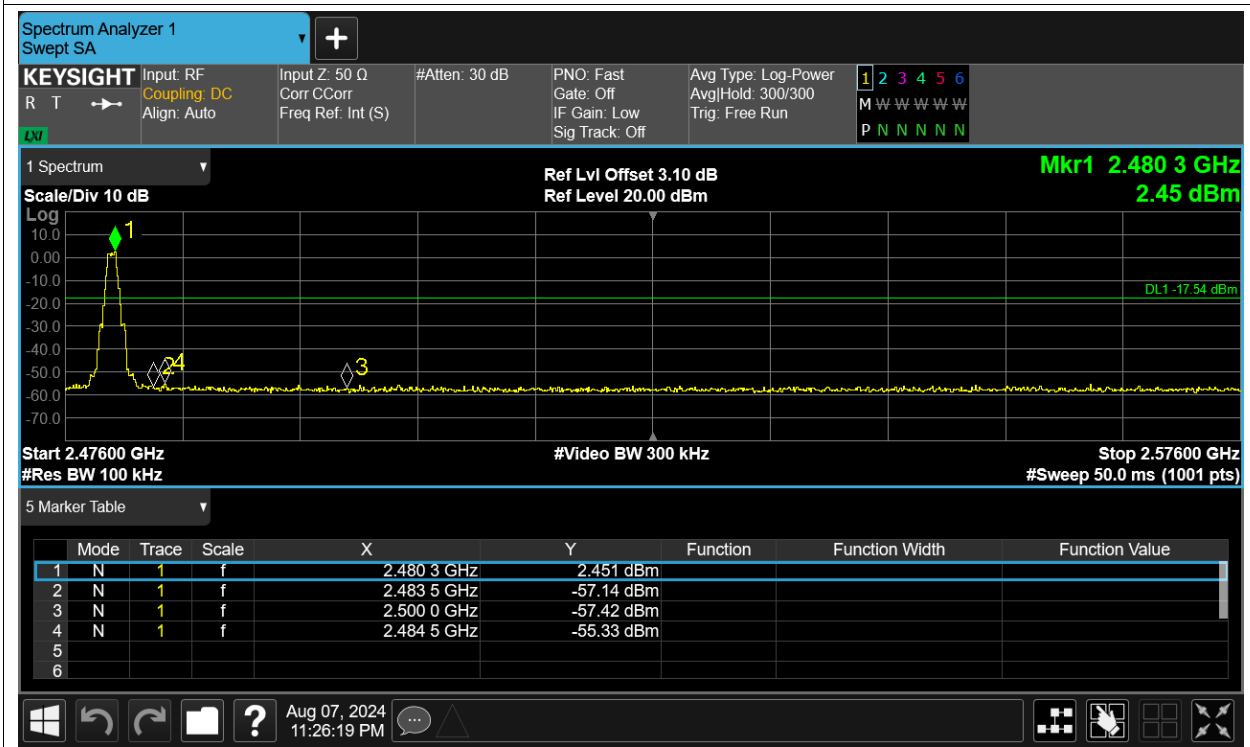 Spectrum Analyzer 1
Swept SA
KEYSIGHT
R T
LXI
Input: RF
Coupling: DC
Align: Auto
Input Z: 50 Ω
Corr CCorr
Freq Ref: Int (S)
#Atten: 30 dB
PNO: Fast
Gate: Off
IF Gain: Low
Sig Track: Off
Avg Type: Log-Power
Avg|Hold: 300/300
Trig: Free Run
1 2 3 4 5 6
M W W W W W
P N N N N N
1 Spectrum
Scale/Div 10 dB
Ref Lvl Offset 3.10 dB
Ref Level 20.00 dBm
Mkr1 2.480 3 GHz
2.45 dBm
Log
10.0
0.00
-10.0
-20.0
-30.0
-40.0
-50.0
-60.0
-70.0
1
DL1 -17.54 dBm
24
3
Start 2.47600 GHz
#Res BW 100 kHz
#Video BW 300 kHz
Stop 2.57600 GHz
#Sweep 50.0 ms (1001 pts)
5 Marker Table
Mode Trace Scale X Y Function Function Width Function Value
1 N 1 f 2.480 3 GHz 2.451 dBm
2 N 1 f 2.483 5 GHz -57.14 dBm
3 N 1 f 2.500 0 GHz -57.42 dBm
4 N 1 f 2.484 5 GHz -55.33 dBm
5
6
?
Aug 07, 2024
11:26:19 PM